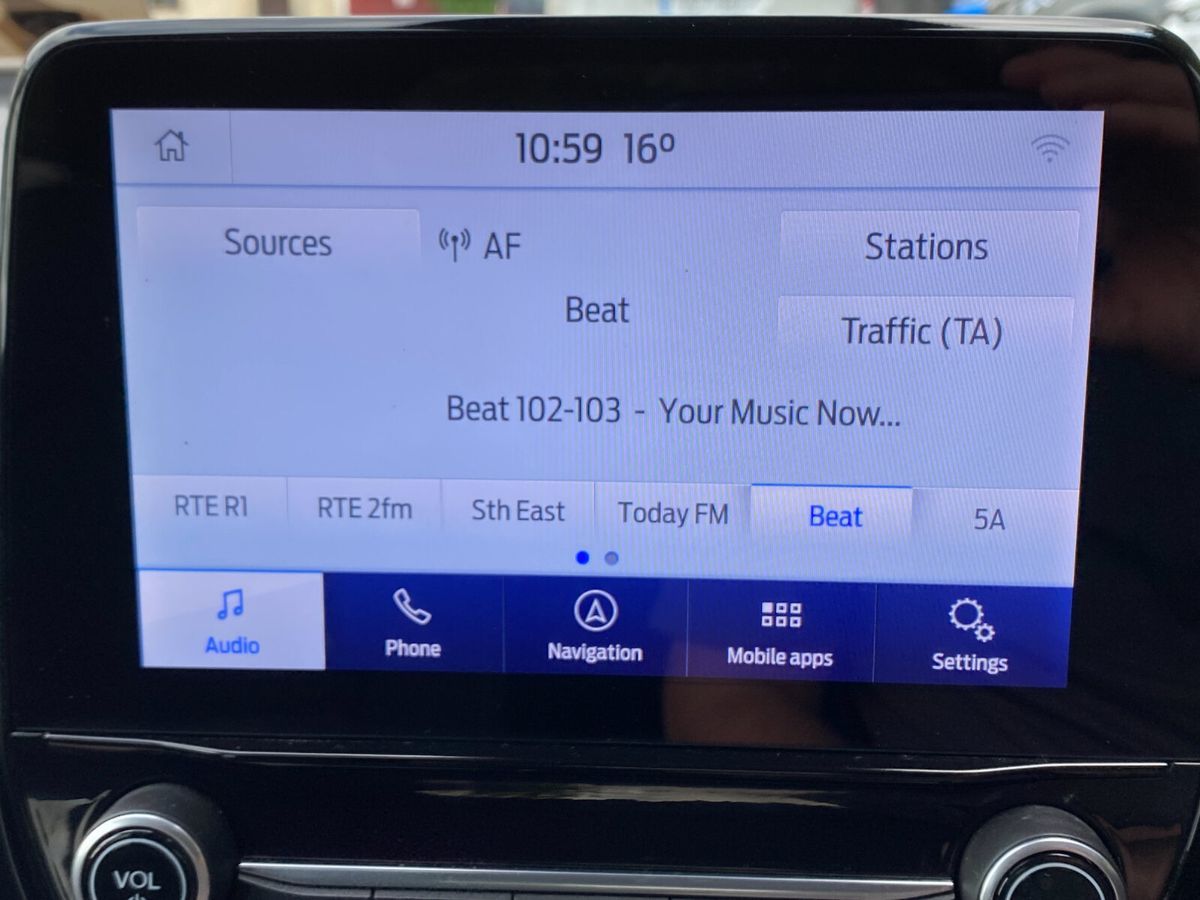 10:59 16º
Sources AF Stations
Beat
Traffic (TA)
Beat 102-103 - Your Music Now...
RTE R1 RTE 2fm Sth East Today FM Beat 5A
Audio Phone Navigation Mobile apps Settings
VOL